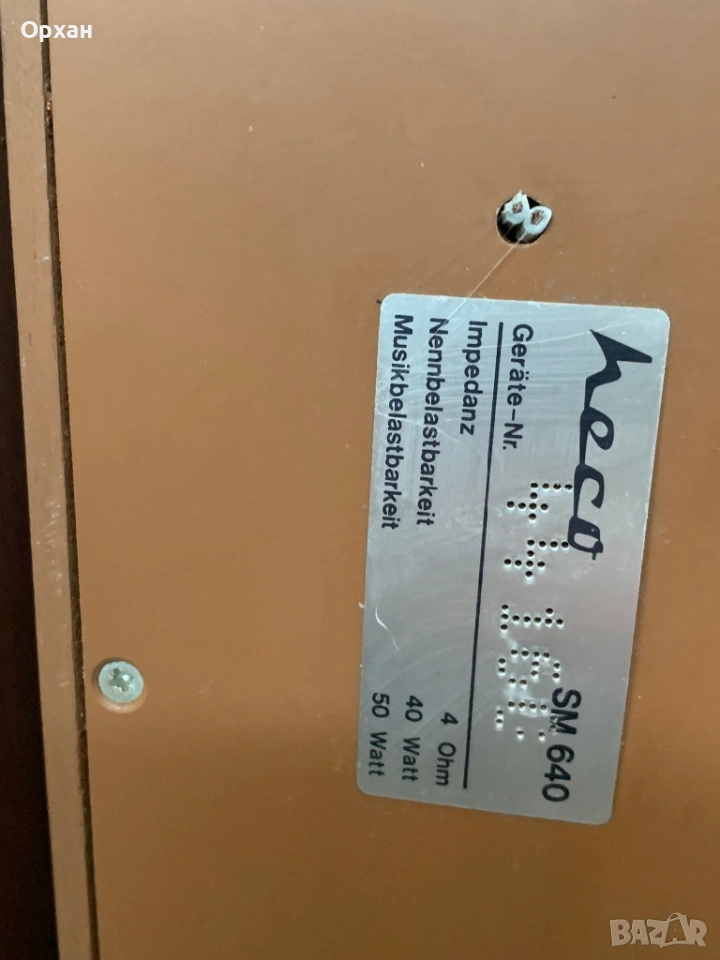 Орхан
heco SM 640
Geräte-Nr.
Impedanz 4 Ohm
Nennbelastbarkeit 40 Watt
Musikbelastbarkeit 50 Watt
BAZAR